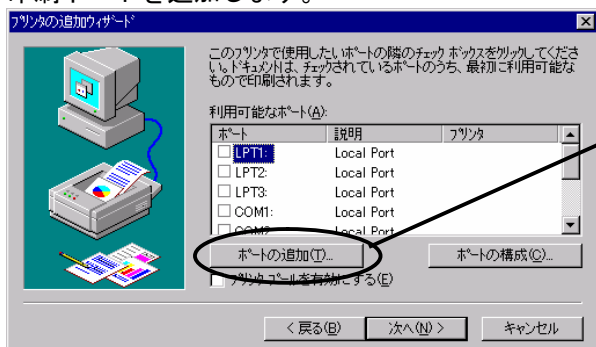 印刷ポートを追加します。
プリンタの追加ウィザード
このプリンタで使用したいポートの隣のチェック ボックスをクリックしてくださ
い。ドキュメントは、チェックされているポートのうち、最初に利用可能な
もので印刷されます。
利用可能なポート(A):
ポート 説明 プリンタ
LPT1: Local Port
LPT2: Local Port
LPT3: Local Port
COM1: Local Port
COM2: Local Port
ポートの追加(T)... ポートの構成(C)...
プリンタ プールを有効にする(E)
< 戻る(B) 次へ(N) > キャンセル